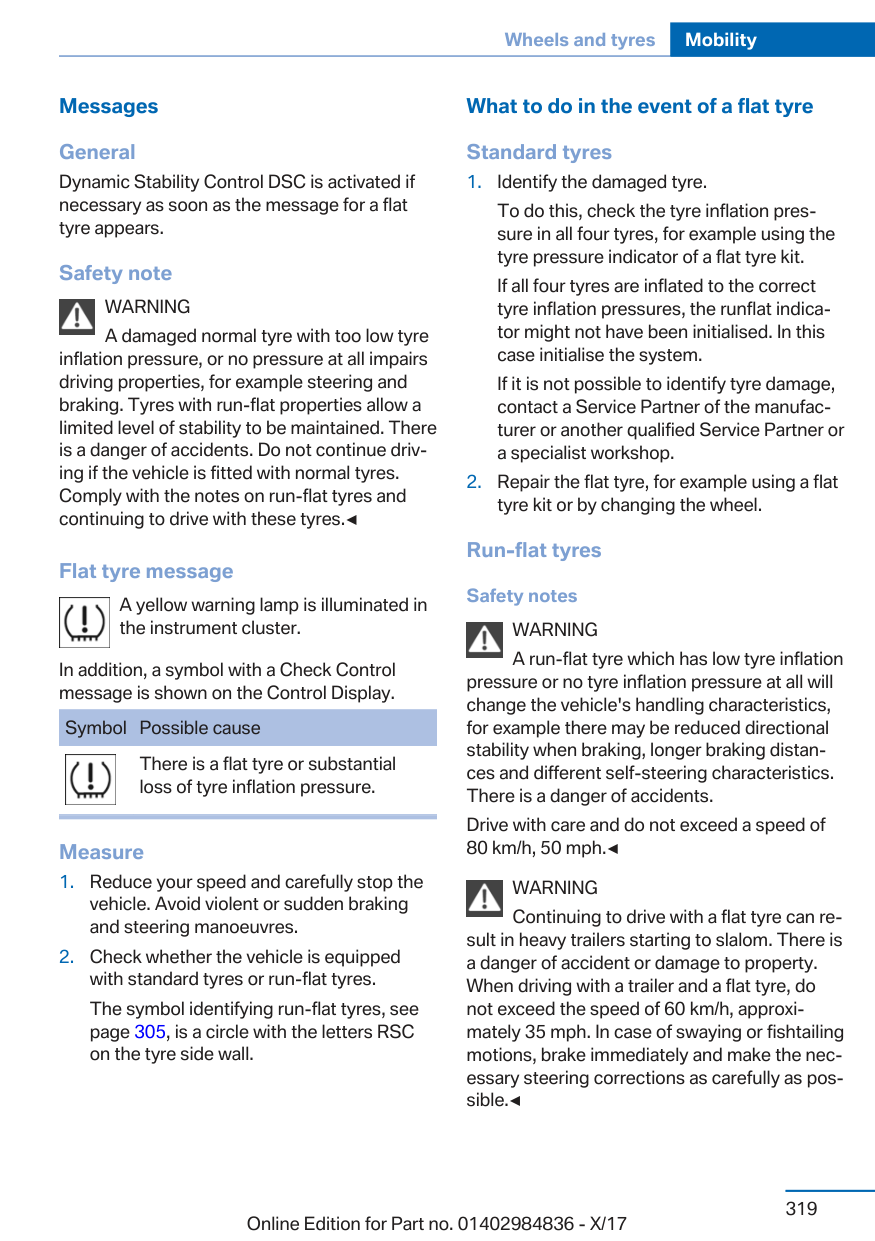 Wheels and tyres Mobility
Messages
General
Dynamic Stability Control DSC is activated if
necessary as soon as the message for a flat
tyre appears.
Safety note
WARNING
A damaged normal tyre with too low tyre
inflation pressure, or no pressure at all impairs
driving properties, for example steering and
braking. Tyres with run-flat properties allow a
limited level of stability to be maintained. There
is a danger of accidents. Do not continue driv-
ing if the vehicle is fitted with normal tyres.
Comply with the notes on run-flat tyres and
continuing to drive with these tyres.◄
Flat tyre message
A yellow warning lamp is illuminated in
the instrument cluster.
In addition, a symbol with a Check Control
message is shown on the Control Display.
Symbol Possible cause
There is a flat tyre or substantial
loss of tyre inflation pressure.
Measure
1. Reduce your speed and carefully stop the
vehicle. Avoid violent or sudden braking
and steering manoeuvres.
2. Check whether the vehicle is equipped
with standard tyres or run-flat tyres.
The symbol identifying run-flat tyres, see
page 305, is a circle with the letters RSC
on the tyre side wall.
What to do in the event of a flat tyre
Standard tyres
1. Identify the damaged tyre.
To do this, check the tyre inflation pres-
sure in all four tyres, for example using the
tyre pressure indicator of a flat tyre kit.
If all four tyres are inflated to the correct
tyre inflation pressures, the runflat indica-
tor might not have been initialised. In this
case initialise the system.
If it is not possible to identify tyre damage,
contact a Service Partner of the manufac-
turer or another qualified Service Partner or
a specialist workshop.
2. Repair the flat tyre, for example using a flat
tyre kit or by changing the wheel.
Run-flat tyres
Safety notes
WARNING
A run-flat tyre which has low tyre inflation
pressure or no tyre inflation pressure at all will
change the vehicle's handling characteristics,
for example there may be reduced directional
stability when braking, longer braking distan-
ces and different self-steering characteristics.
There is a danger of accidents.
Drive with care and do not exceed a speed of
80 km/h, 50 mph.◄
WARNING
Continuing to drive with a flat tyre can re-
sult in heavy trailers starting to slalom. There is
a danger of accident or damage to property.
When driving with a trailer and a flat tyre, do
not exceed the speed of 60 km/h, approxi-
mately 35 mph. In case of swaying or fishtailing
motions, brake immediately and make the nec-
essary steering corrections as carefully as pos-
sible.◄
319
Online Edition for Part no. 01402984836 - X/17